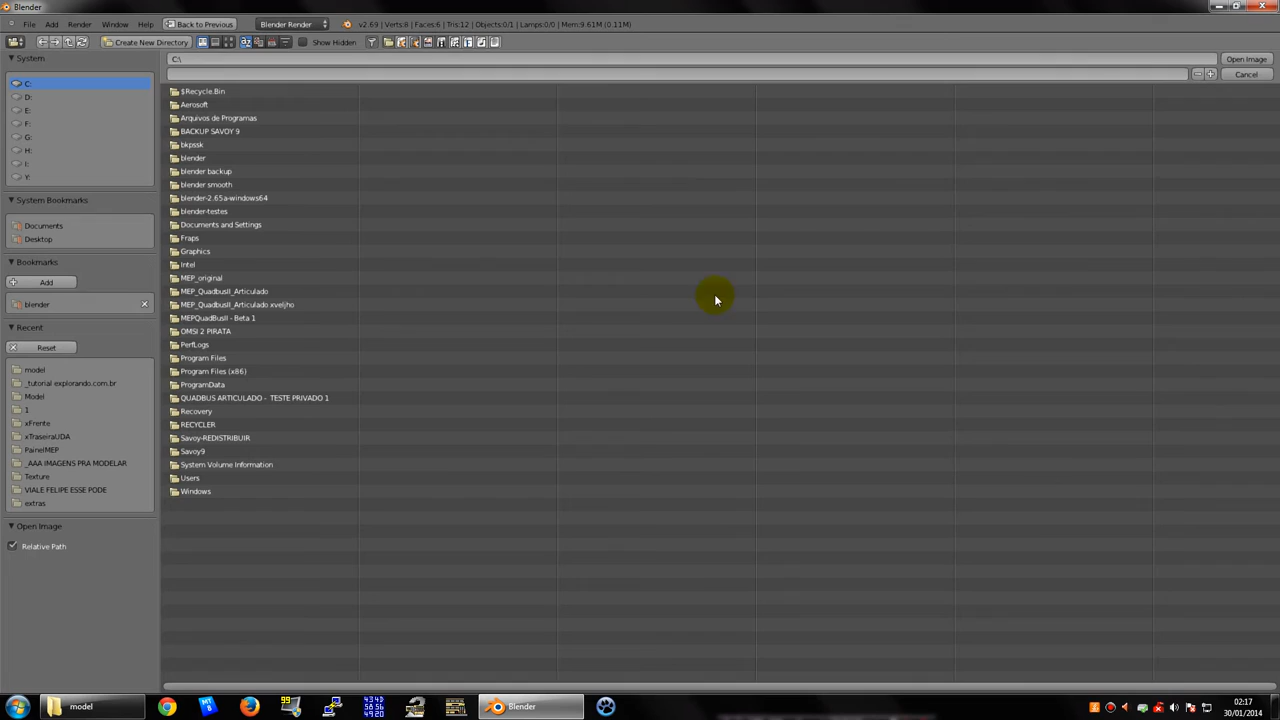 Blender
File Add Render Window Help Back to Previous Blender Render v2.69 | Verts:8 | Faces:6 | Tris:12 | Objects:0/1 | Lamps:0/0 | Mem:9.61M (0.11M)
Create New Directory Show Hidden
System
C:\ Open Image
Cancel
C:
D:
E:
F:
G:
H:
I:
Y:
System Bookmarks
Documents
Desktop
Bookmarks
Add
blender
Recent
Reset
model
_tutorial explorando.com.br
Model
1
xFrente
xTraseiraUDA
PainelMEP
_AAA IMAGENS PRA MODELAR
Texture
VIALE FELIPE ESSE PODE
extras
Open Image
Relative Path
$Recycle.Bin
Aerosoft
Arquivos de Programas
BACKUP SAVOY 9
bkpssk
blender
blender backup
blender smooth
blender-2.65a-windows64
blender-testes
Documents and Settings
Fraps
Graphics
Intel
MEP_original
MEP_QuadbusII_Articulado
MEP_QuadbusII_Articulado xveljho
MEPQuadBusII - Beta 1
OMSI 2 PIRATA
PerfLogs
Program Files
Program Files (x86)
ProgramData
QUADBUS ARTICULADO - TESTE PRIVADO 1
Recovery
RECYCLER
Savoy-REDISTRIBUIR
Savoy9
System Volume Information
Users
Windows
model Blender
02:17
30/01/2014